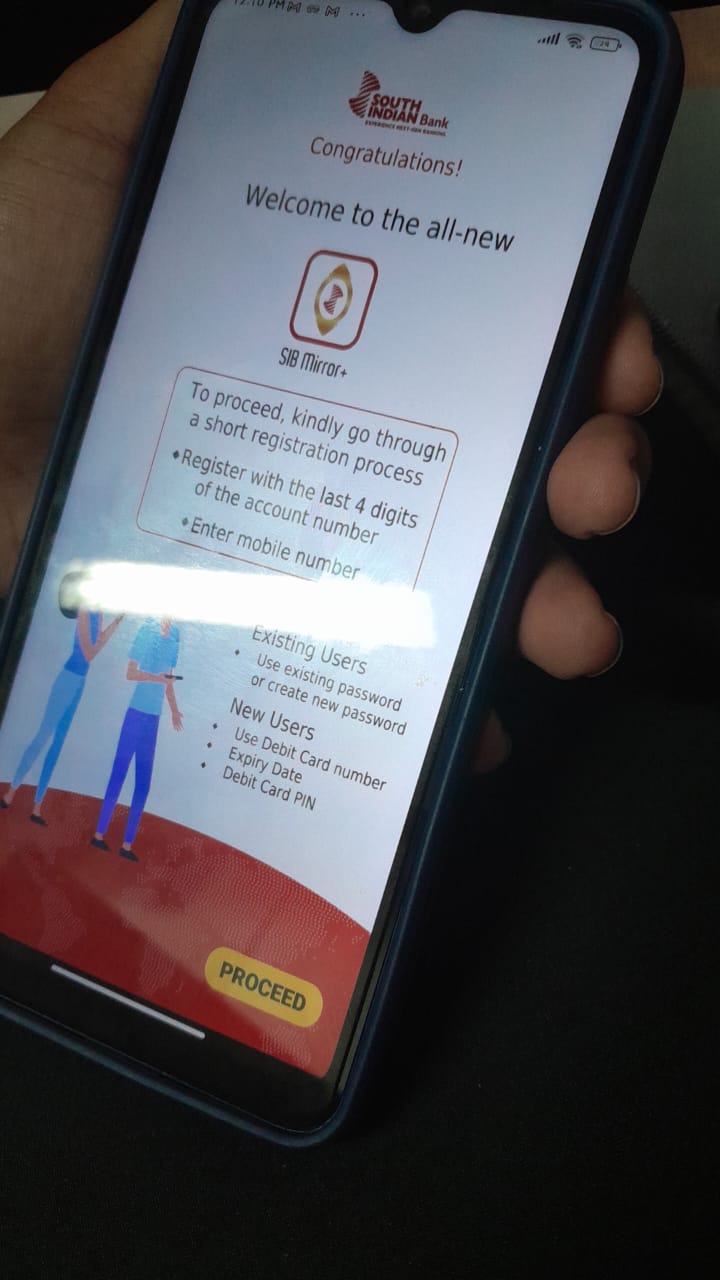 12:10 PM
29
SOUTH
INDIAN Bank
EXPERIENCE NEXT-GEN BANKING
Congratulations!
Welcome to the all-new
SIB Mirror+
To proceed, kindly go through
a short registration process
Register with the last 4 digits
of the account number
Enter mobile number
Existing Users
• Use existing password
or create new password
New Users
• Use Debit Card number
• Expiry Date
• Debit Card PIN
PROCEED